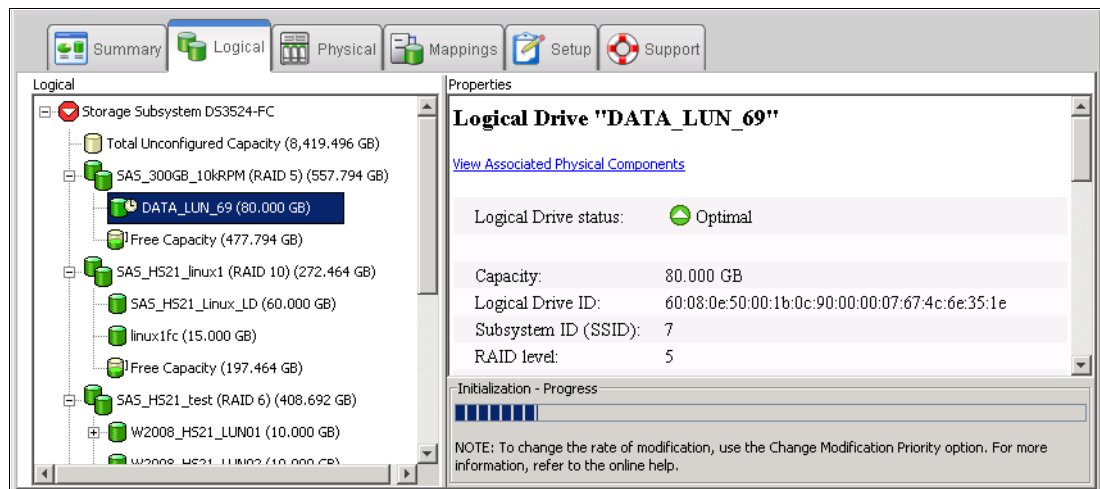 Summary Logical Physical Mappings Setup Support
Logical
Storage Subsystem DS3524-FC
Total Unconfigured Capacity (8,419.496 GB)
SAS_300GB_10kRPM (RAID 5) (557.794 GB)
DATA_LUN_69 (80.000 GB)
Free Capacity (477.794 GB)
SAS_HS21_linux1 (RAID 10) (272.464 GB)
SAS_HS21_Linux_LD (60.000 GB)
linux1fc (15.000 GB)
Free Capacity (197.464 GB)
SAS_HS21_test (RAID 6) (408.692 GB)
W2008_HS21_LUN01 (10.000 GB)
W2008_HS21_LUN02 (10.000 GB)
Properties
Logical Drive "DATA_LUN_69"
View Associated Physical Components
Logical Drive status: Optimal
Capacity: 80.000 GB
Logical Drive ID: 60:08:0e:50:00:1b:0c:90:00:00:07:67:4c:6e:35:1e
Subsystem ID (SSID): 7
RAID level: 5
Initialization - Progress
NOTE: To change the rate of modification, use the Change Modification Priority option. For more
information, refer to the online help.